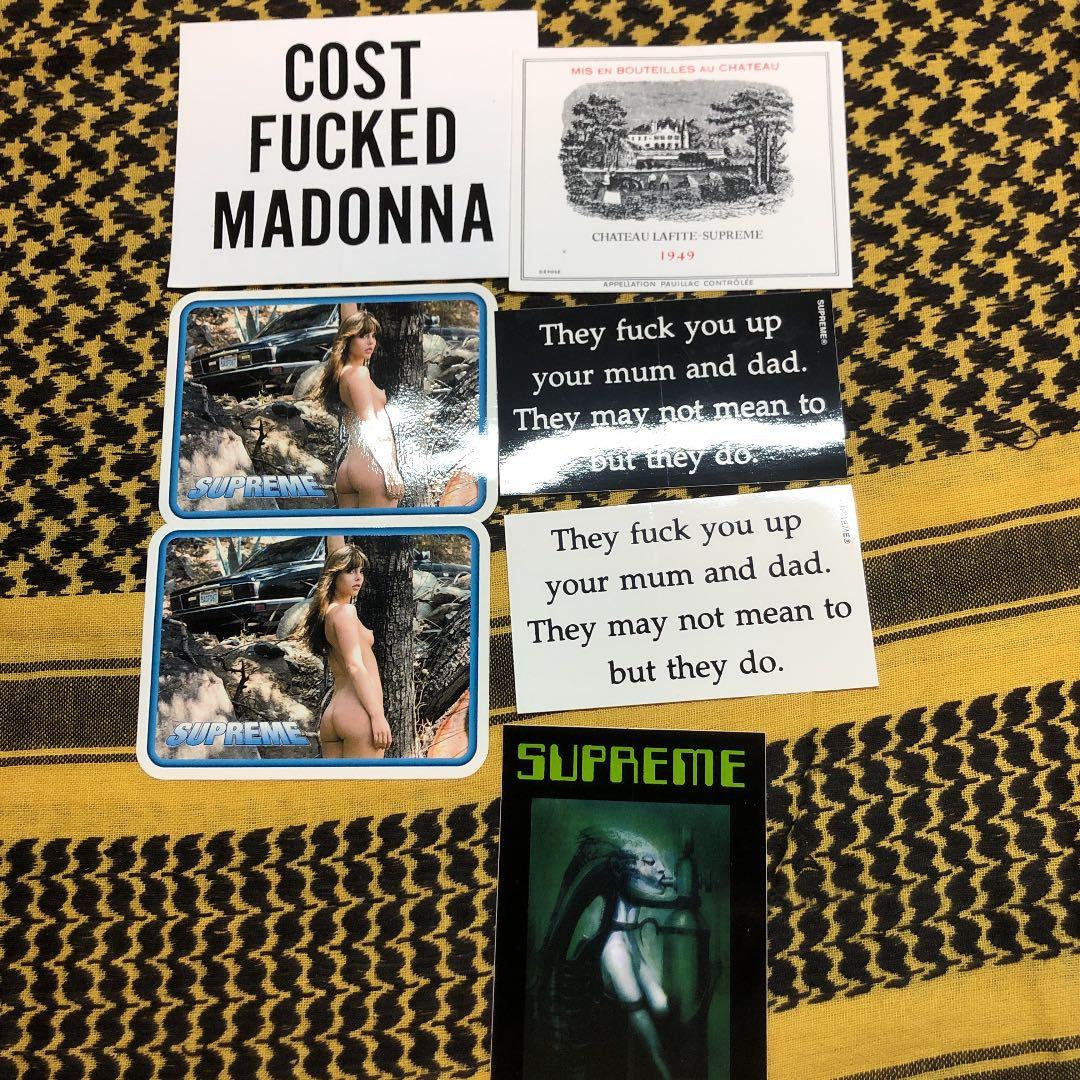 COST
FUCKED
MADONNA
MIS EN BOUTEILLES AU CHATEAU
CHATEAU LAFITE-SUPREME
1949
DÉPOSÉ
APPELLATION PAUILLAC CONTRÔLÉE
SUPREME
They fuck you up
your mum and dad.
They may not mean to
but they do.
SUPREME®
SUPREME
They fuck you up
your mum and dad.
They may not mean to
but they do.
SUPREME®
SUPREME